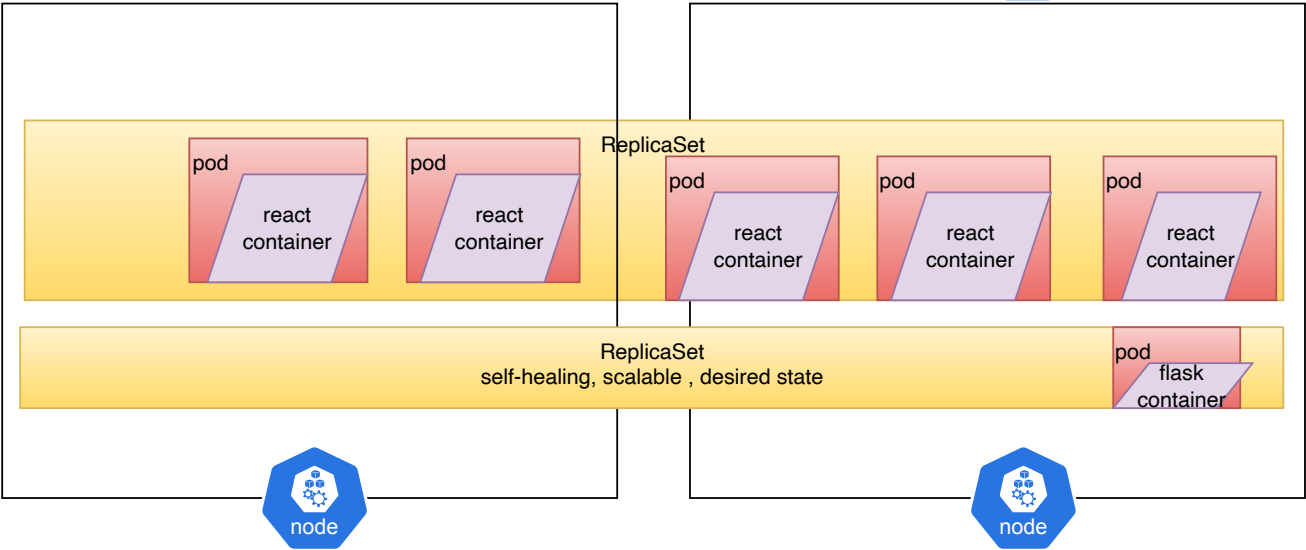 ReplicaSet
pod
react
container
pod
react
container
pod
react
container
pod
react
container
pod
react
container
ReplicaSet
self-healing, scalable , desired state
pod
flask
container
node
node